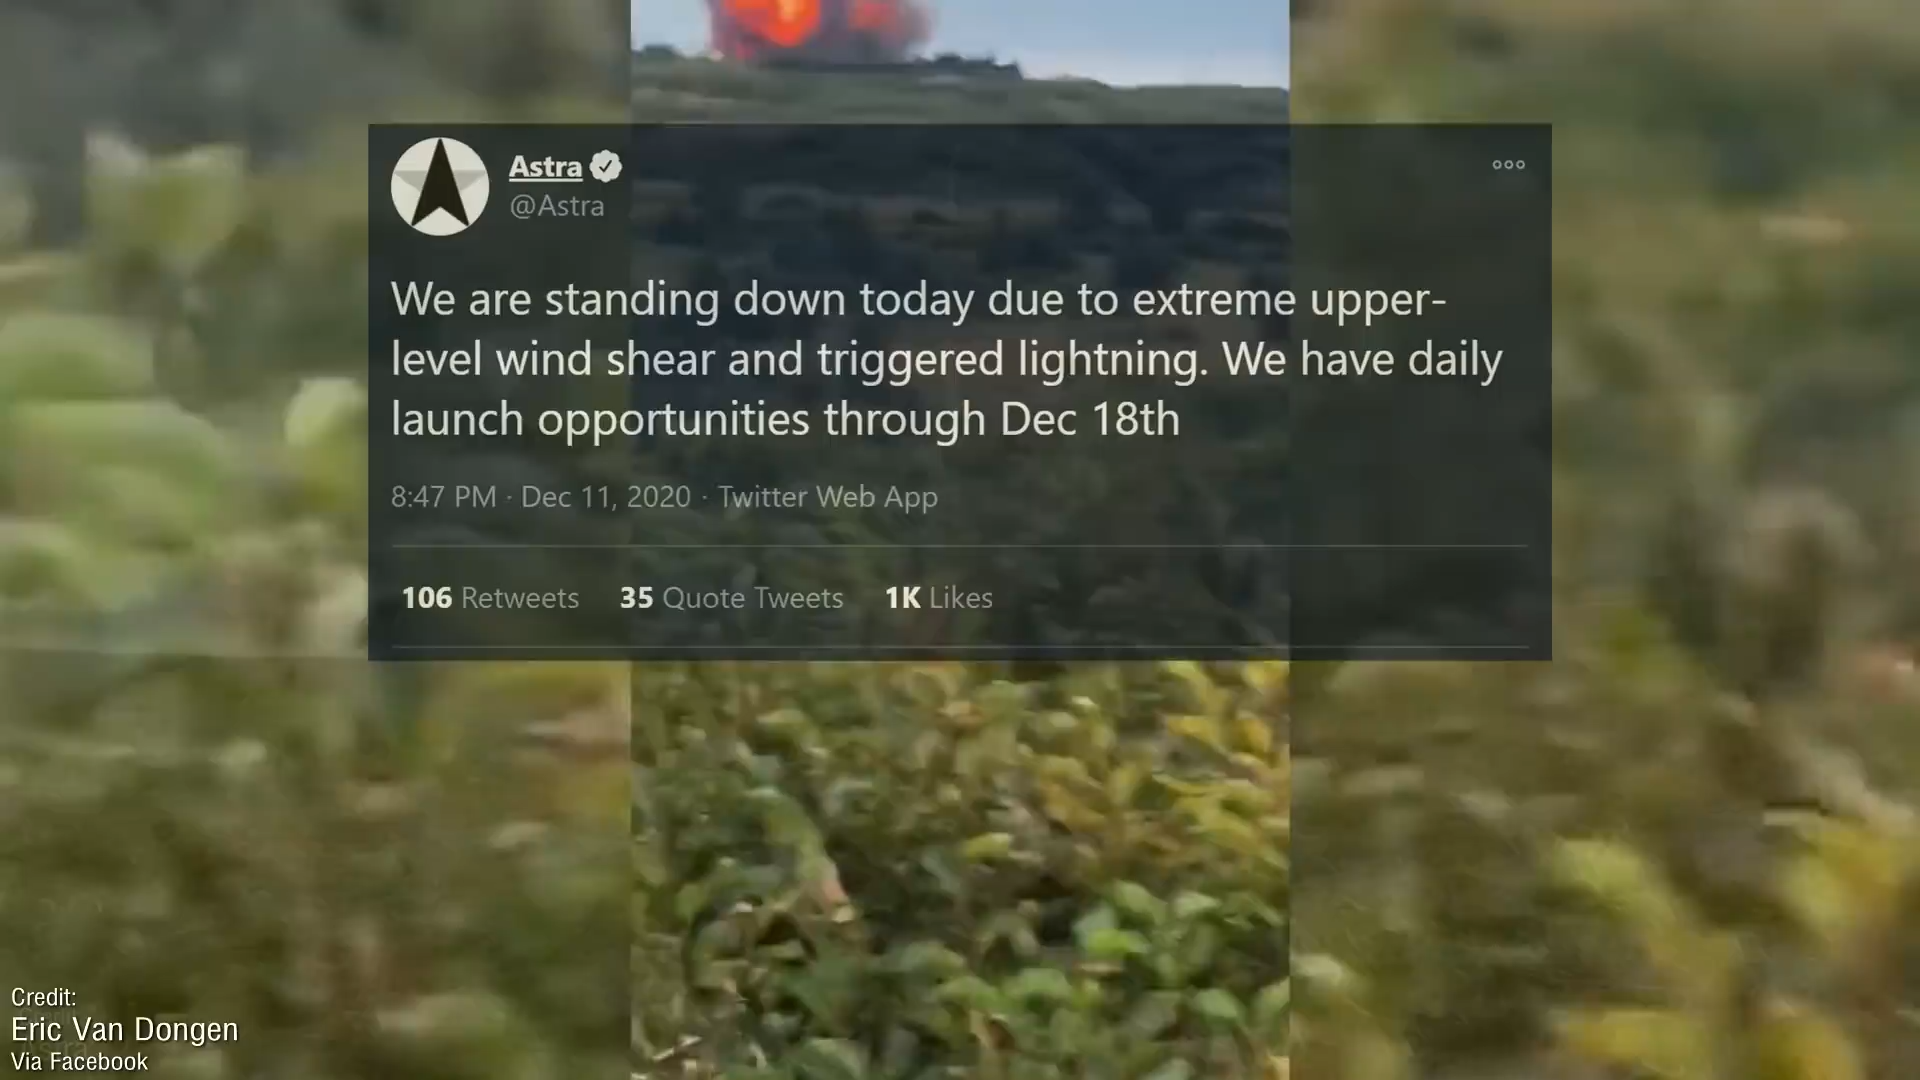 Astra
@Astra
We are standing down today due to extreme upper-
level wind shear and triggered lightning. We have daily
launch opportunities through Dec 18th
8:47 PM · Dec 11, 2020 · Twitter Web App
106 Retweets 35 Quote Tweets 1K Likes
Credit:
Eric Van Dongen
Via Facebook